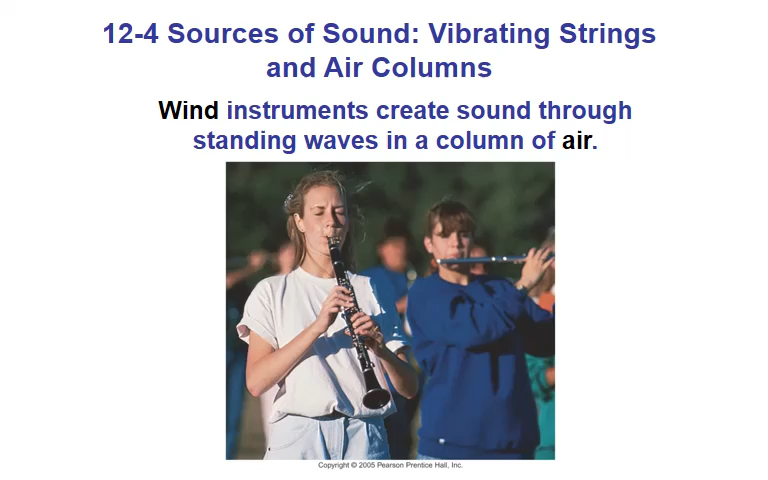 12-4 Sources of Sound: Vibrating Strings
and Air Columns
Wind instruments create sound through
standing waves in a column of air.
Copyright © 2005 Pearson Prentice Hall, Inc.